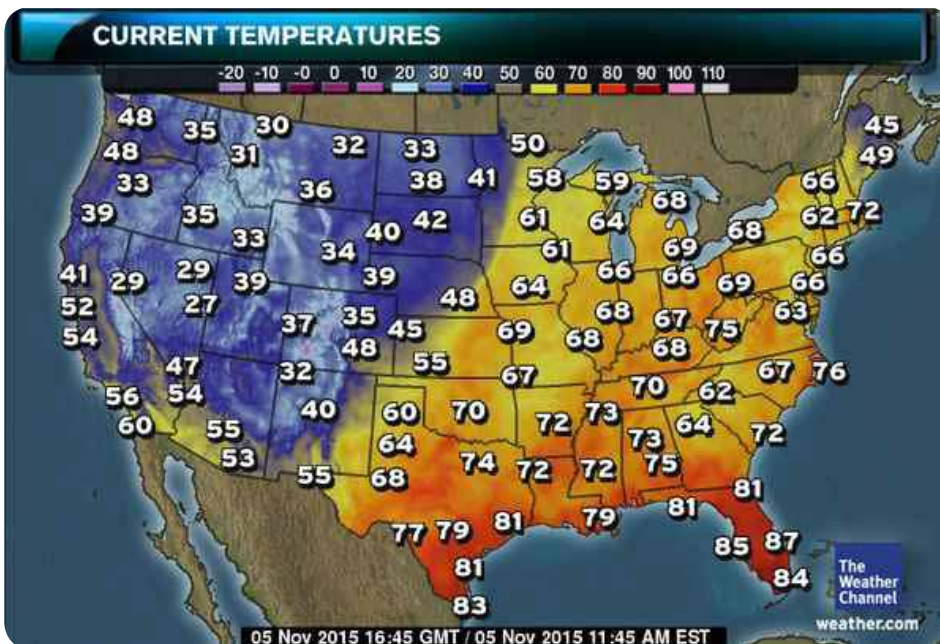 CURRENT TEMPERATURES
-20 -10 -0 0 10 20 30 40 50 60 70 80 90 100 110
48 35 30 32 33 50 45
48 31 49
33 36 38 41 58 59 68 66
39 35 40 42 61 64 62 72
33 34 61 69 68 66
41 29 29 39 39 64 66 66 69 66
52 27 37 35 48 68 67 75 63
54 48 45 69 68 68
47 32 55 67 70 62 67 76
56 54 40 60 70 72 73 64
60 55 64 73 72
53 55 68 74 72 72 75
81
77 79 81 79 81
85 87
81 84
83
The
Weather
Channel
weather.com
05 Nov 2015 16:45 GMT / 05 Nov 2015 11:45 AM EST